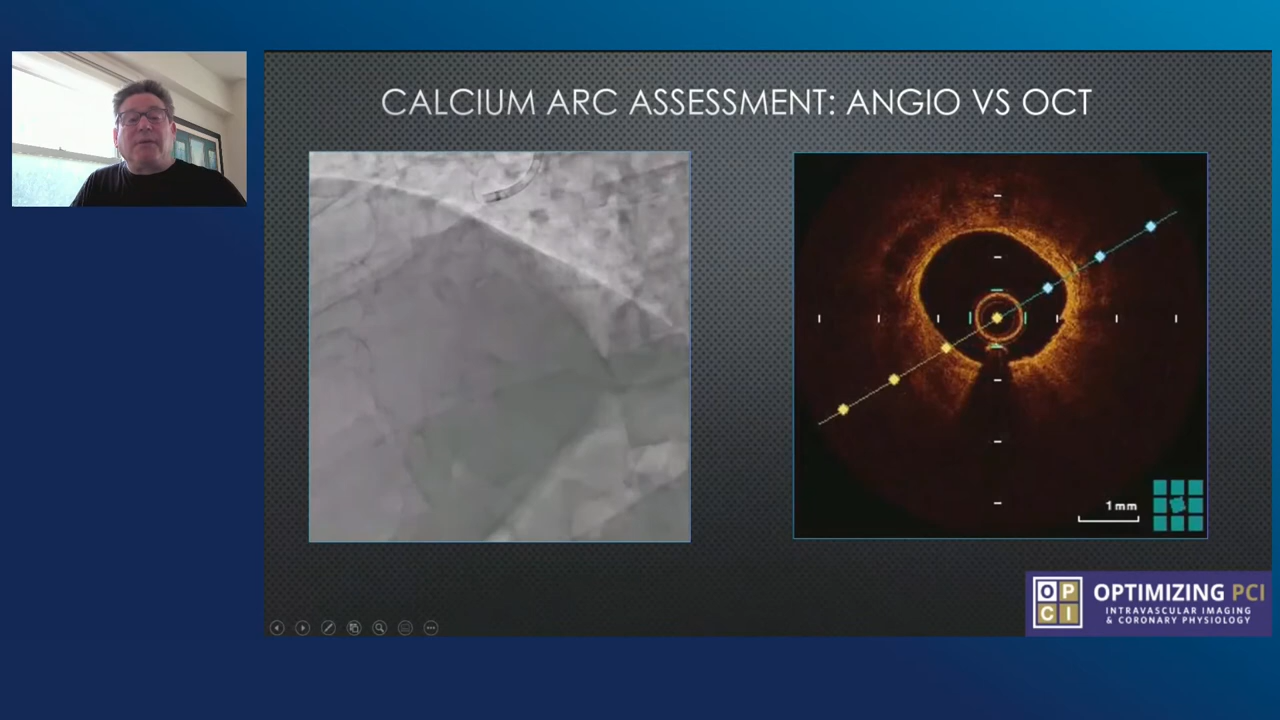 CALCIUM ARC ASSESSMENT: ANGIO VS OCT
1 mm
O P
C I
OPTIMIZING PCI
INTRAVASCULAR IMAGING
& CORONARY PHYSIOLOGY